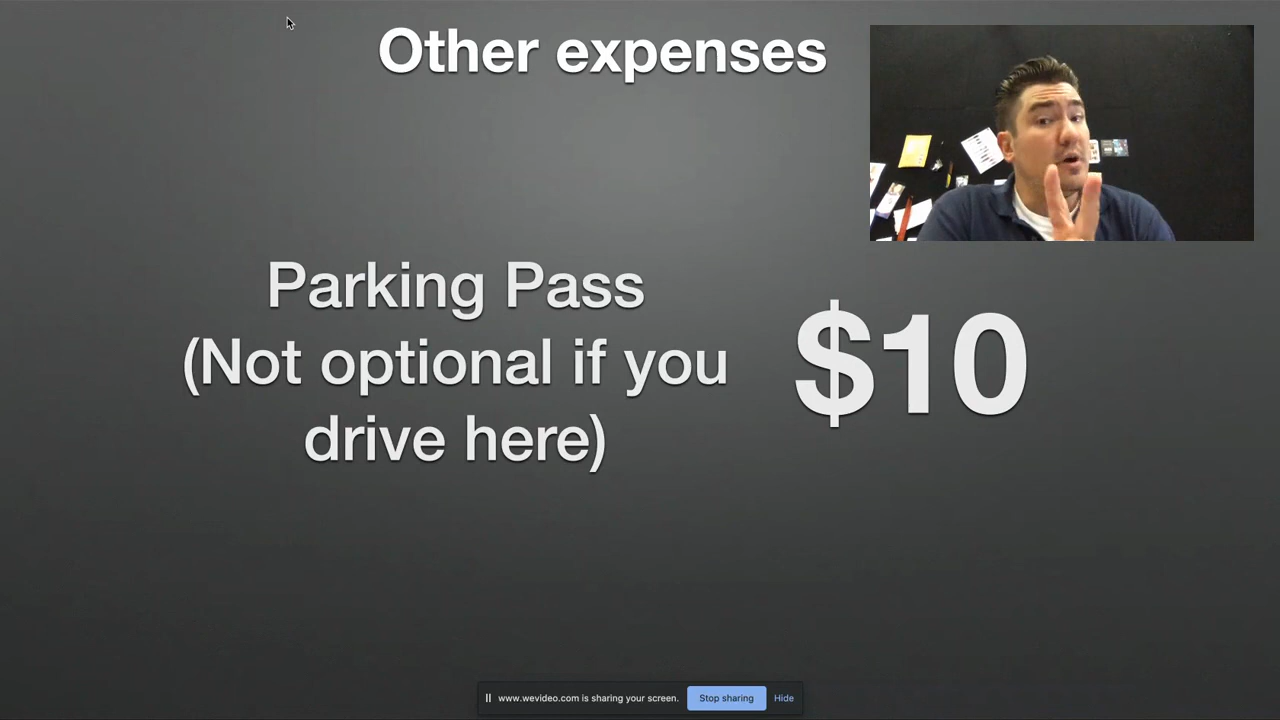 Other expenses
Parking Pass
(Not optional if you
drive here)
$10
www.wevideo.com is sharing your screen.
Stop sharing
Hide